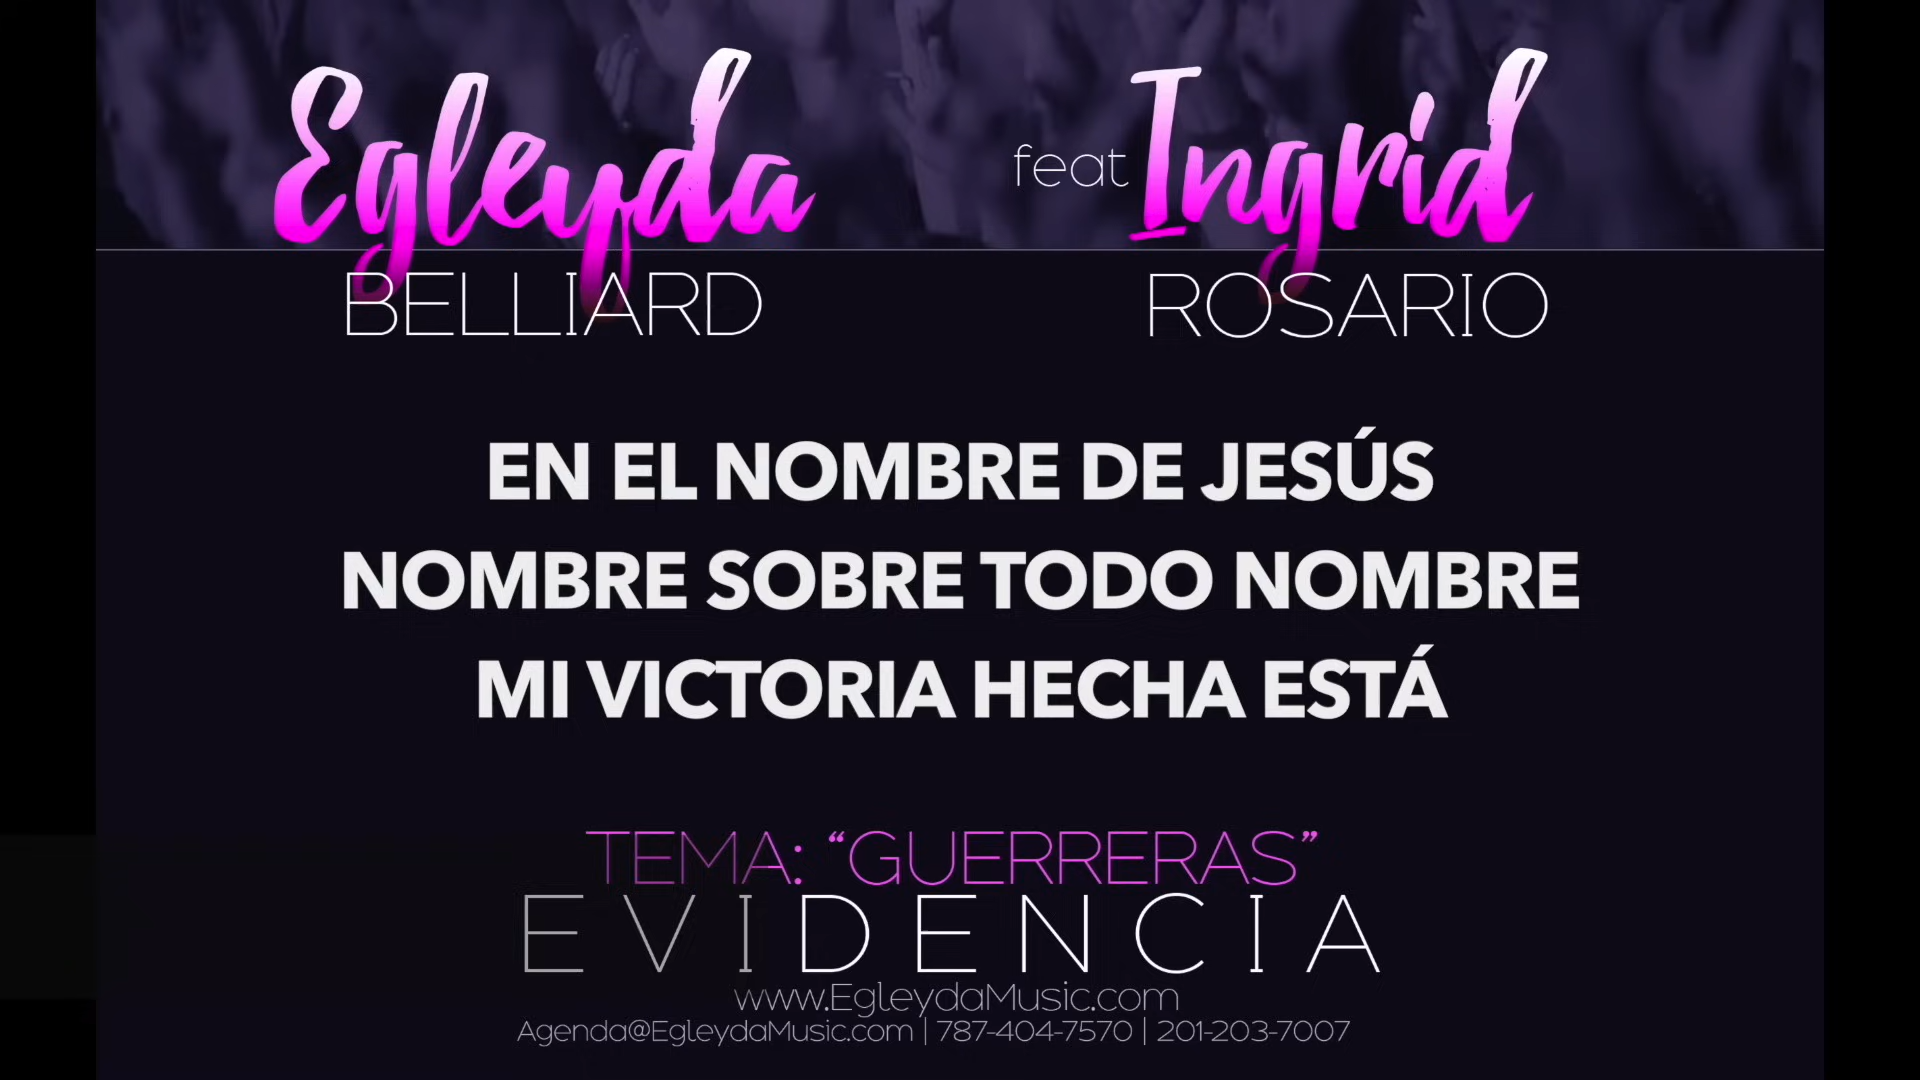 Egleyda feat Ingrid
BELLIARD ROSARIO
EN EL NOMBRE DE JESÚS
NOMBRE SOBRE TODO NOMBRE
MI VICTORIA HECHA ESTÁ
TEMA: “GUERRERAS”
EVIDENCIA
www.EgleydaMusic.com
Agenda@EgleydaMusic.com | 787-404-7570 | 201-203-7007